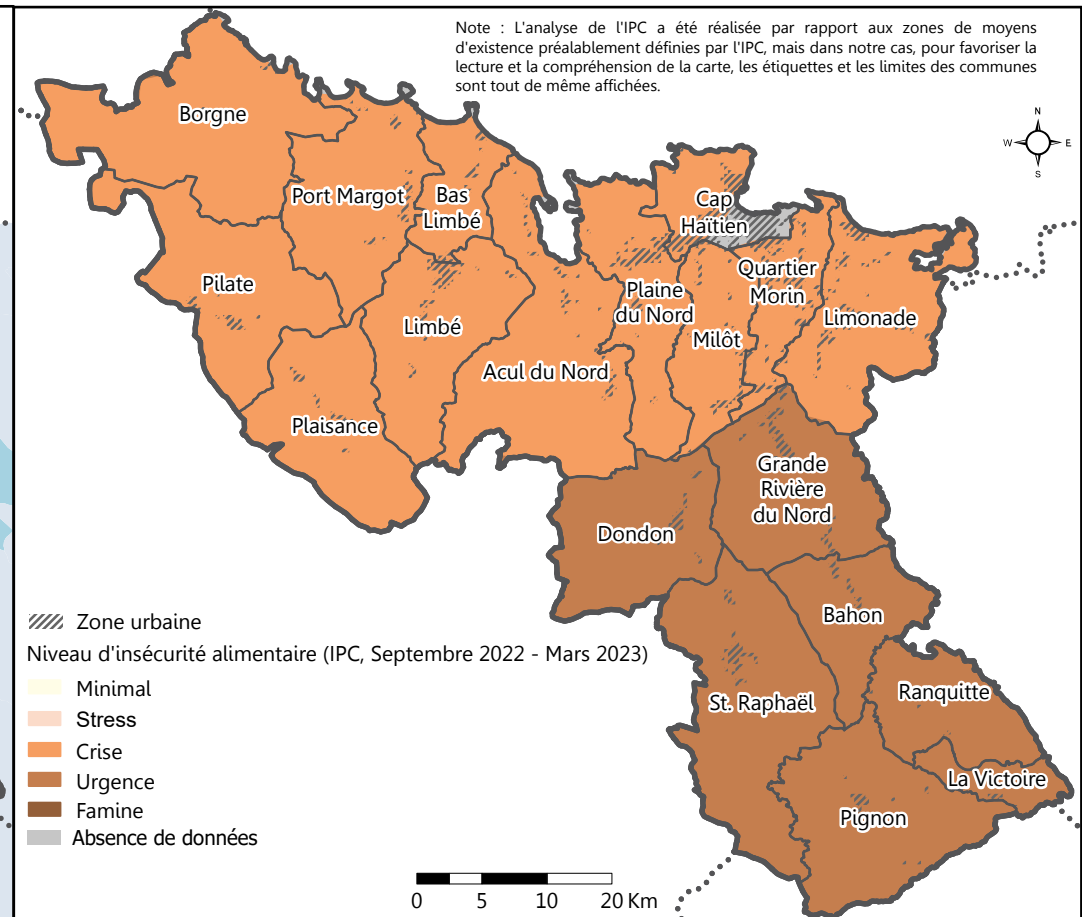 Note : L'analyse de l'IPC a été réalisée par rapport aux zones de moyens
d'existence préalablement définies par l'IPC, mais dans notre cas, pour favoriser la
lecture et la compréhension de la carte, les étiquettes et les limites des communes
sont tout de même affichées.
N
W E
S
Borgne
Port Margot
Bas
Limbé
Cap
Haïtien
Pilate
Limbé
Plaine
du Nord
Quartier
Morin
Milôt
Limonade
Acul du Nord
Plaisance
Grande
Rivière
du Nord
Dondon
Bahon
Ranquitte
St. Raphaël
La Victoire
Pignon
Zone urbaine
Niveau d'insécurité alimentaire (IPC, Septembre 2022 - Mars 2023)
Minimal
Stress
Crise
Urgence
Famine
Absence de données
0 5 10 20 Km